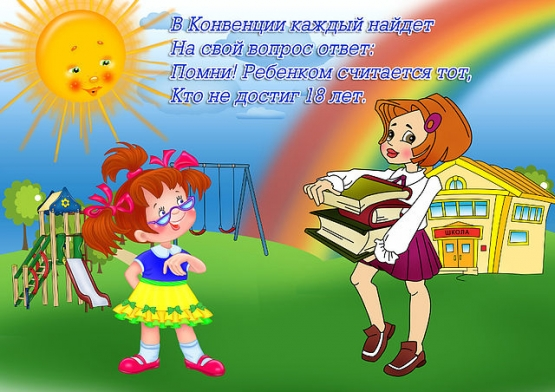 В Конвенции каждый найдет
На свой вопрос ответ:
Помни! Ребенком считается тот,
Кто не достиг 18 лет.
ШКОЛА